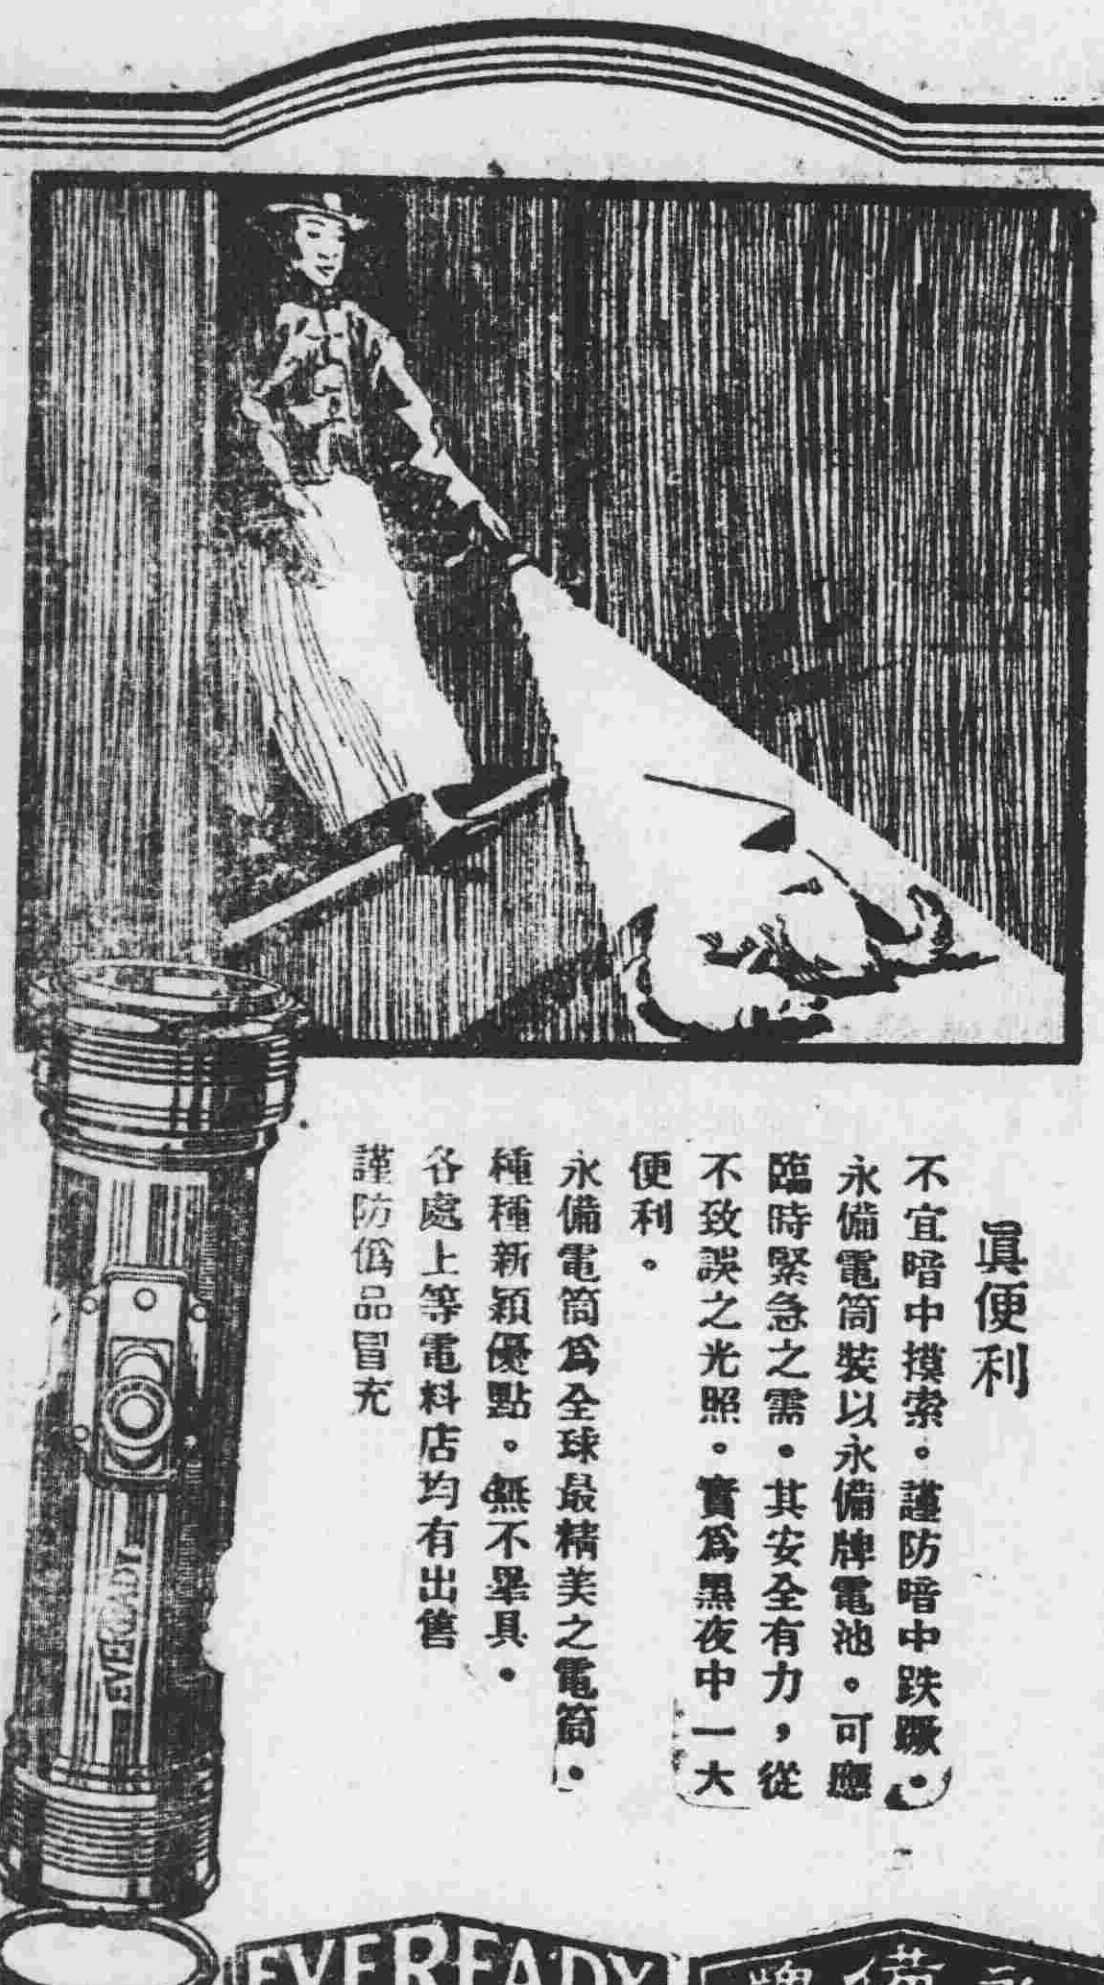 眞便利
不宜暗中摸索。謹防暗中跌蹶。
永備電筒裝以永備牌電池。可應
臨時緊急之需。其安全有力，從
不致誤之光照。實爲黑夜中一大
便利。
永備電筒爲全球最精美之電筒。
種種新穎優點。無不畢具。
各處上等電料店均有出售
謹防僞品冒充
EVEREADY
EVEREADY
備牌